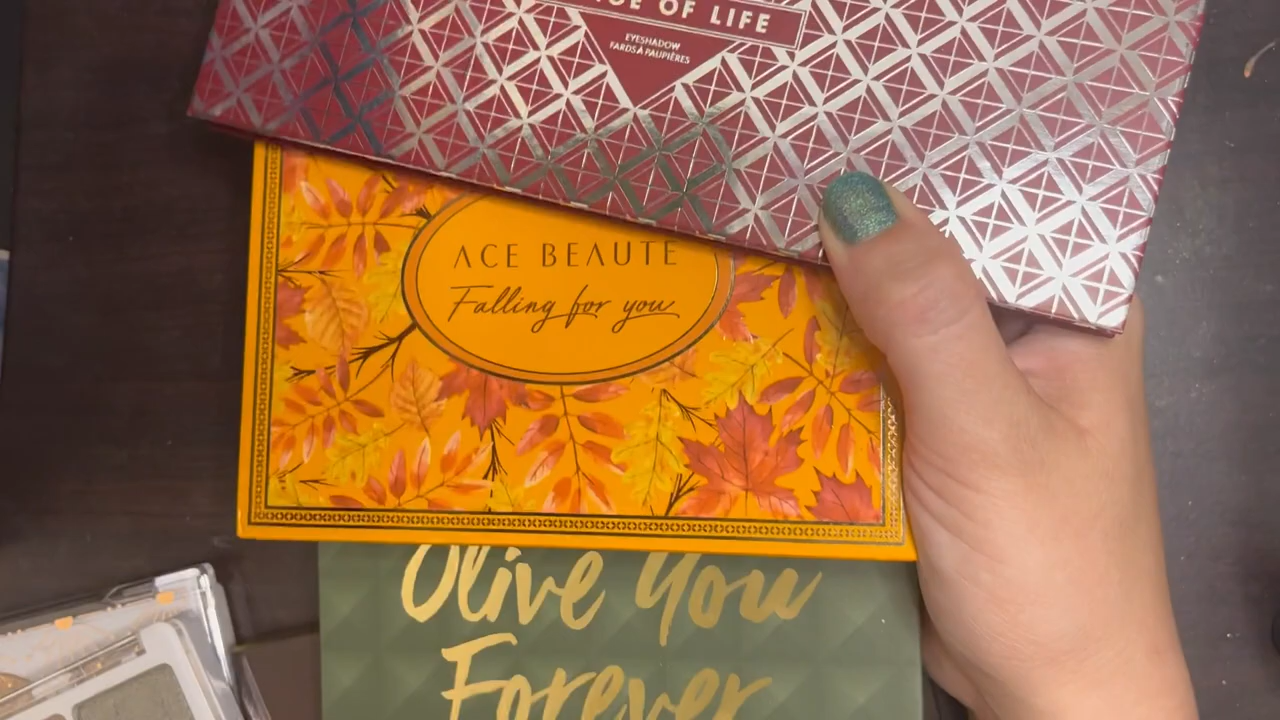 OF LIFE
EYESHADOW
FARDS À PAUPIÈRES
ACE BEAUTE
Falling for you
Olive You
Forever